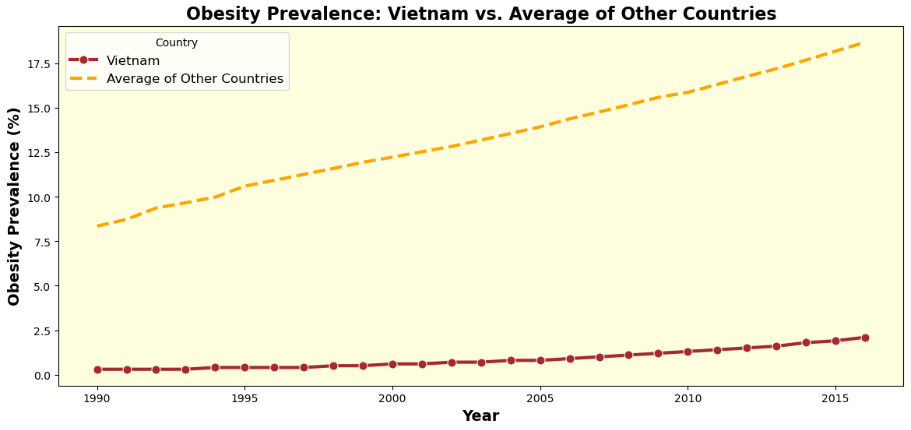 Obesity Prevalence: Vietnam vs. Average of Other Countries
Country
Vietnam
Average of Other Countries
Obesity Prevalence (%)
17.5
15.0
12.5
10.0
7.5
5.0
2.5
0.0
1990 1995 2000 2005 2010 2015
Year